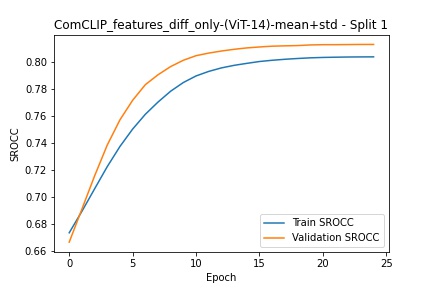 ComCLIP_features_diff_only-(ViT-14)-mean+std - Split 1
SROCC
0.80
0.78
0.76
0.74
0.72
0.70
0.68
0.66
Train SROCC
Validation SROCC
0 5 10 15 20 25
Epoch